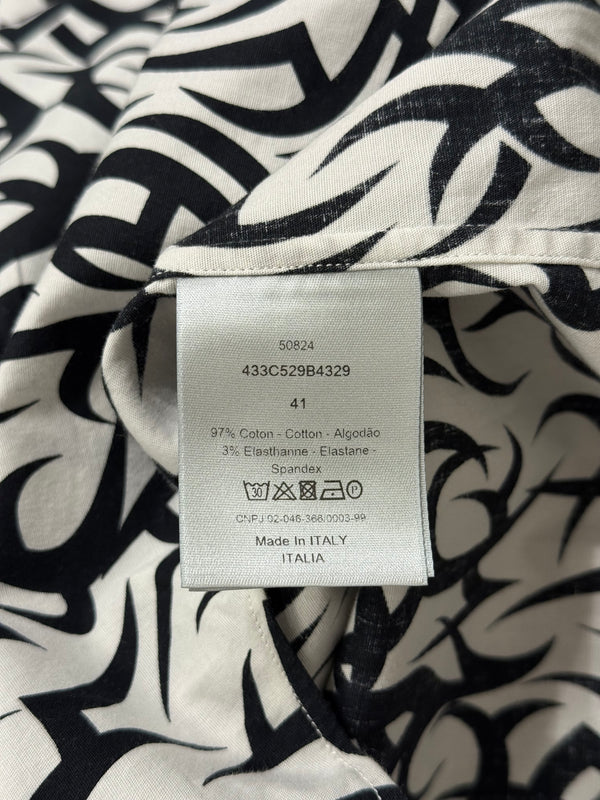 50824
433C529B4329
41
97% Coton - Cotton - Algodão
3% Elasthanne - Elastane -
Spandex
30 P
CNPJ 02-046-366/0003-99
Made In ITALY
ITALIA